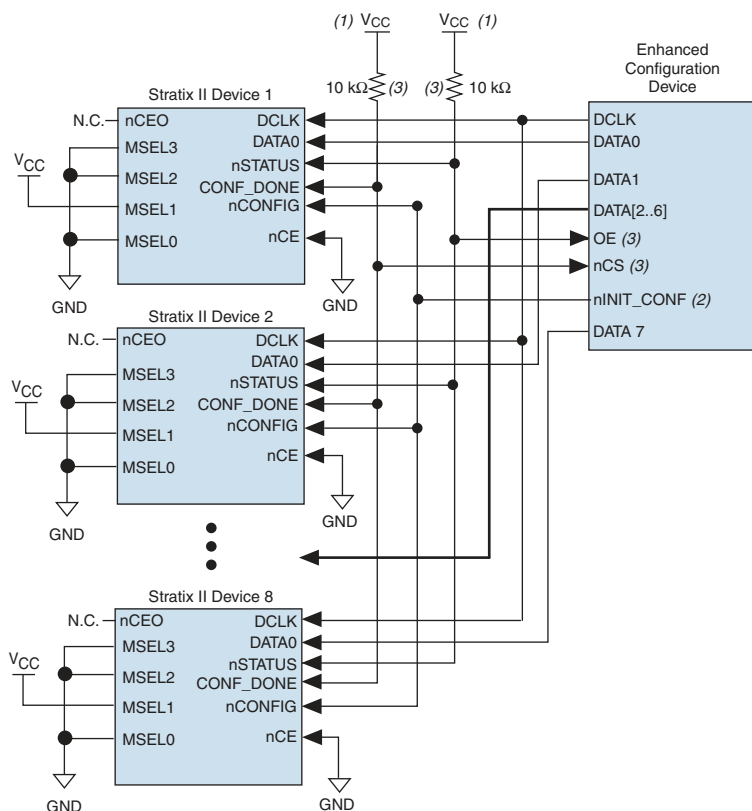 (1) VCC
VCC (1)
10 kΩ (3)
(3) 10 kΩ
Enhanced
Configuration
Device
DCLK
DATA0
DATA1
DATA[2..6]
OE (3)
nCS (3)
nINIT_CONF (2)
DATA 7
Stratix II Device 1
N.C.
nCEO
MSEL3
MSEL2
MSEL1
MSEL0
VCC
GND
DCLK
DATA0
nSTATUS
CONF_DONE
nCONFIG
nCE
GND
Stratix II Device 2
N.C.
nCEO
MSEL3
MSEL2
MSEL1
MSEL0
VCC
GND
DCLK
DATA0
nSTATUS
CONF_DONE
nCONFIG
nCE
GND
Stratix II Device 8
N.C.
nCEO
MSEL3
MSEL2
MSEL1
MSEL0
VCC
GND
DCLK
DATA0
nSTATUS
CONF_DONE
nCONFIG
nCE
GND